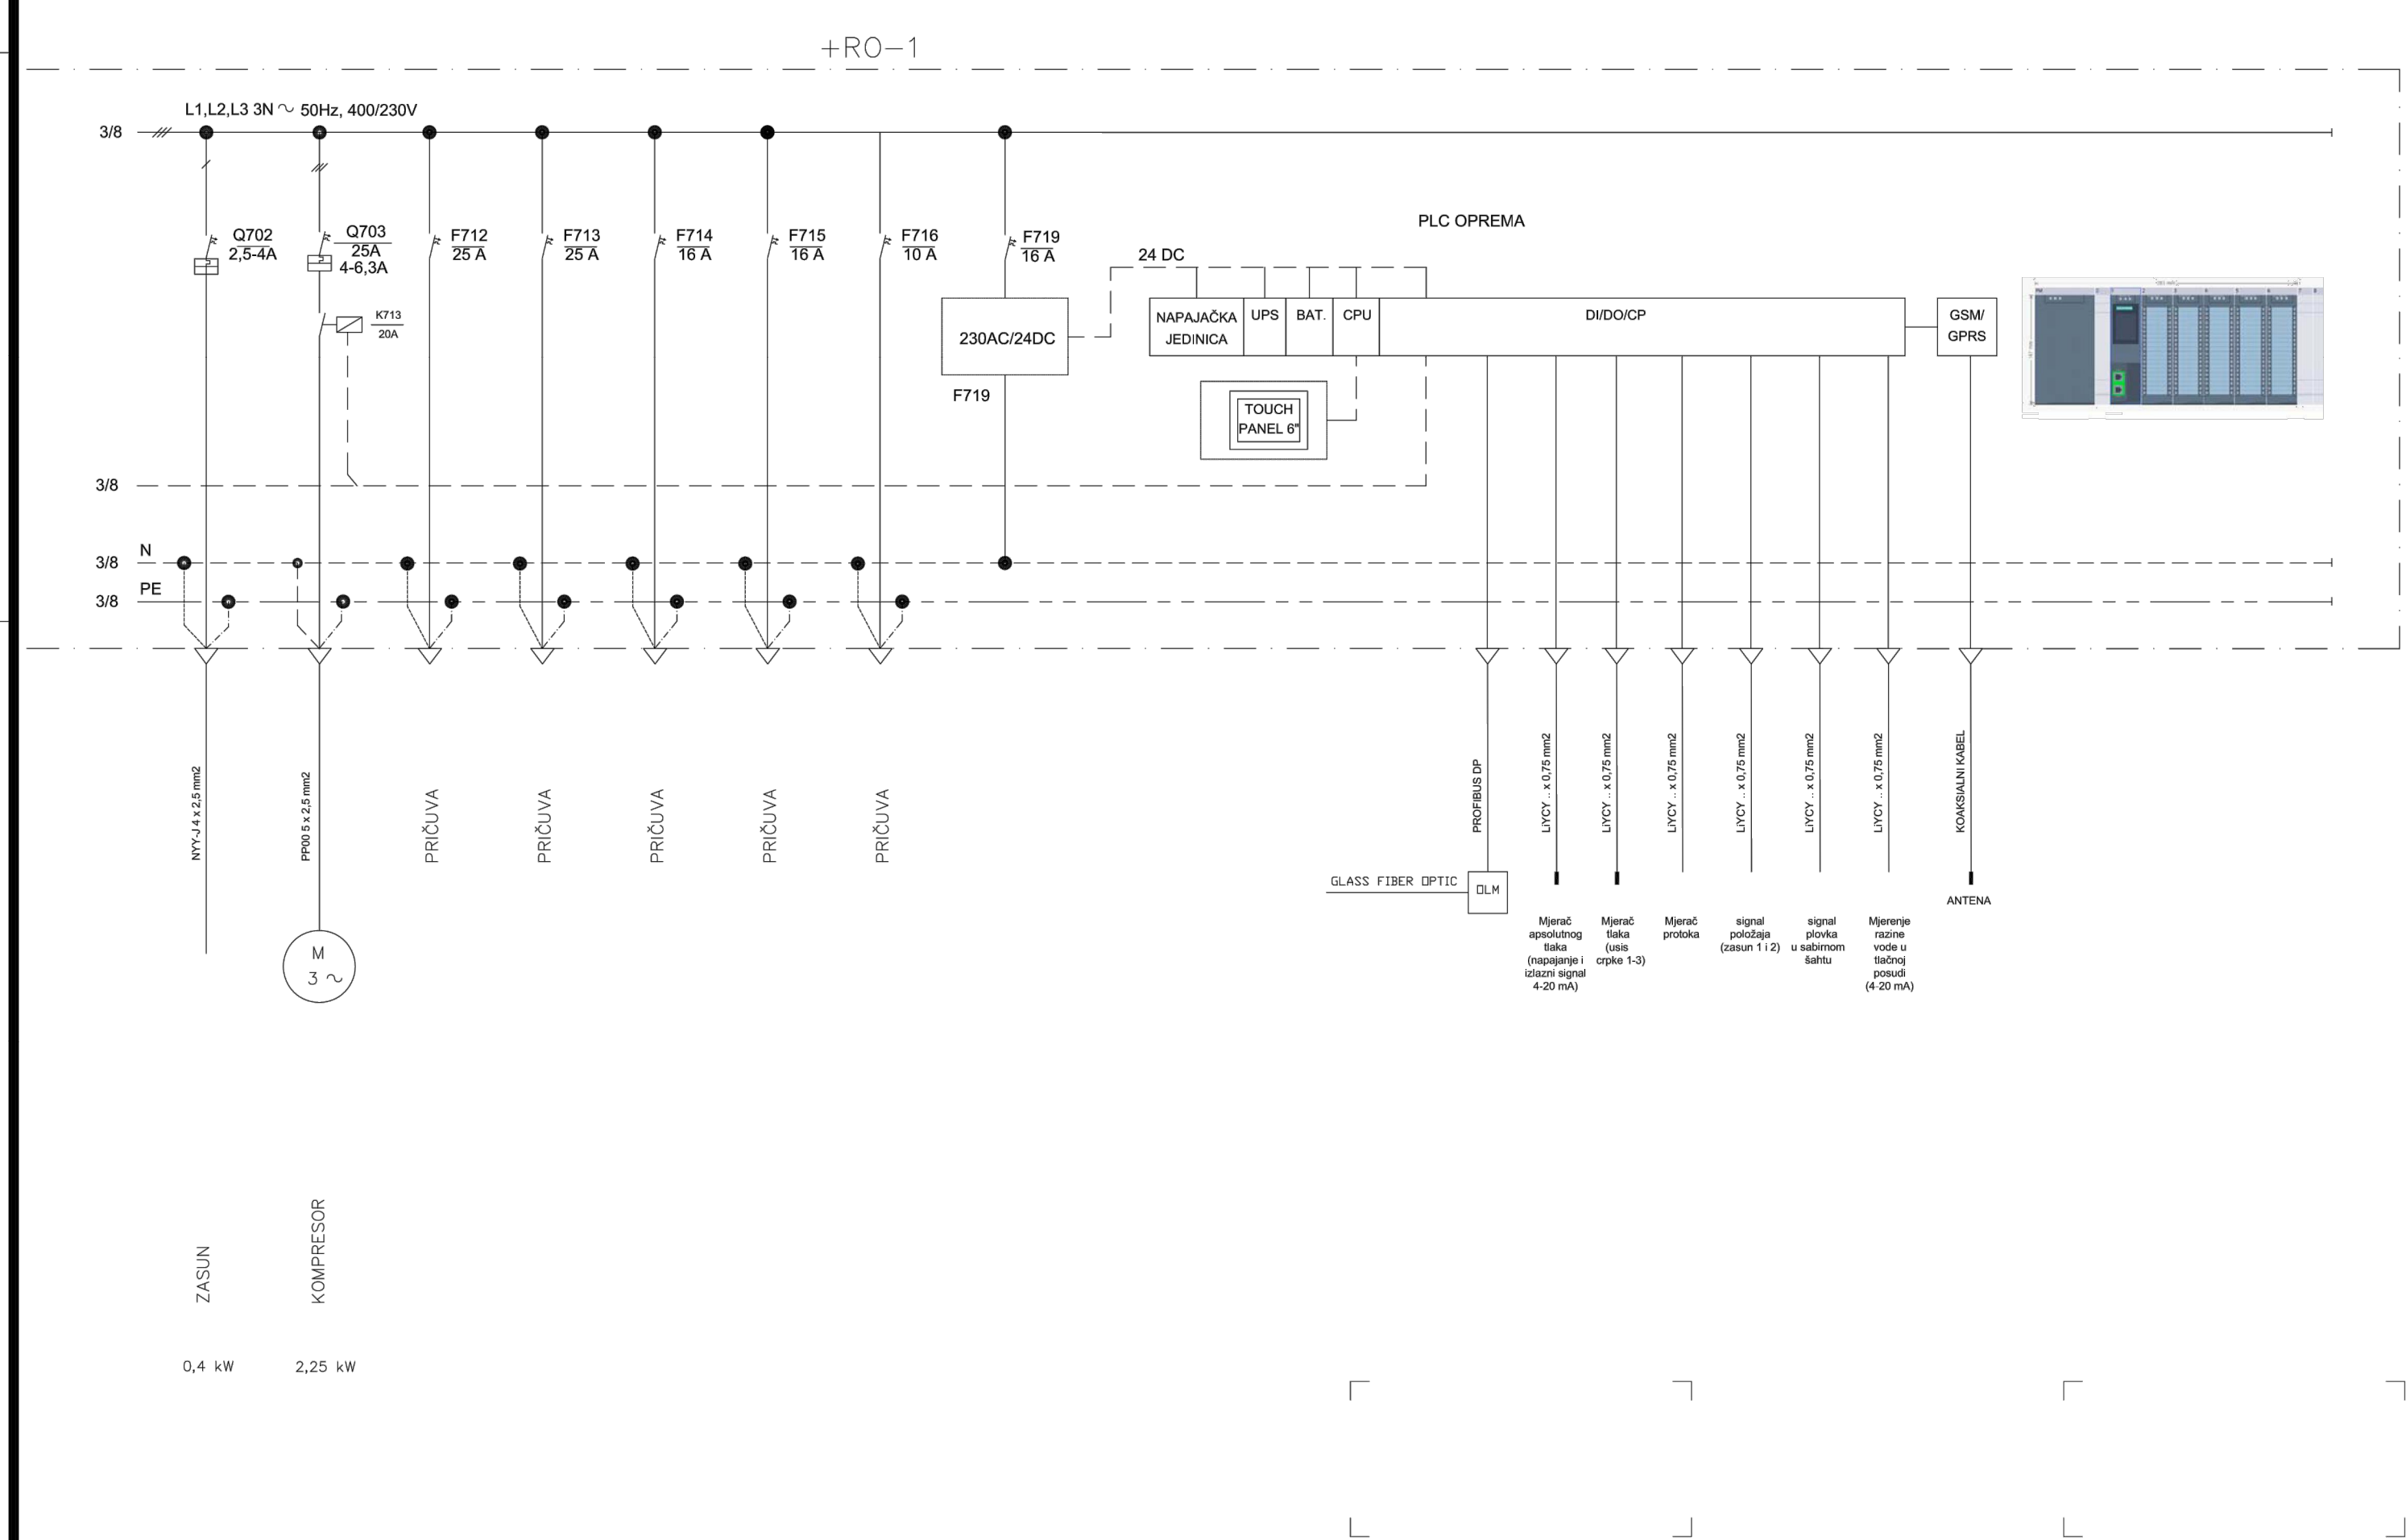 +RO-1
L1,L2,L3 3N ~ 50Hz, 400/230V
3/8
Q702
2,5-4A
Q703
25A
4-6,3A
K713
20A
F712
25 A
F713
25 A
F714
16 A
F715
16 A
F716
10 A
F719
16 A
230AC/24DC
F719
24 DC
PLC OPREMA
NAPAJAČKA
JEDINICA
UPS
BAT.
CPU
DI/DO/CP
GSM/
GPRS
TOUCH
PANEL 6"
3/8
N
3/8
PE
3/8
NYY-J 4 x 2,5 mm2
PP00 5 x 2,5 mm2
PRIČUVA
PRIČUVA
PRIČUVA
PRIČUVA
PRIČUVA
PROFIBUS DP
LiYCY .. x 0,75 mm2
LiYCY .. x 0,75 mm2
LiYCY .. x 0,75 mm2
LiYCY .. x 0,75 mm2
LiYCY .. x 0,75 mm2
LiYCY .. x 0,75 mm2
KOAKSIALNI KABEL
GLASS FIBER OPTIC
OLM
Mjerač
apsolutnog
tlaka
(napajanje i
izlazni signal
4-20 mA)
Mjerač
tlaka
(usis
crpke 1-3)
Mjerač
protoka
signal
položaja
(zasun 1 i 2)
signal
plovka
u sabirnom
šahtu
Mjerenje
razine
vode u
tlačnoj
posudi
(4-20 mA)
ANTENA
M
3 ~
ZASUN
KOMPRESOR
0,4 kW
2,25 kW